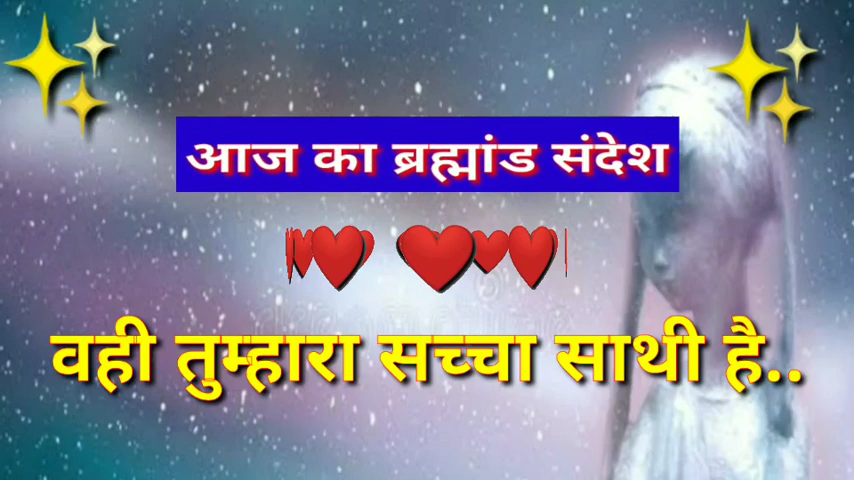 आज का ब्रह्मांड संदेश
वही तुम्हारा सच्चा साथी है..